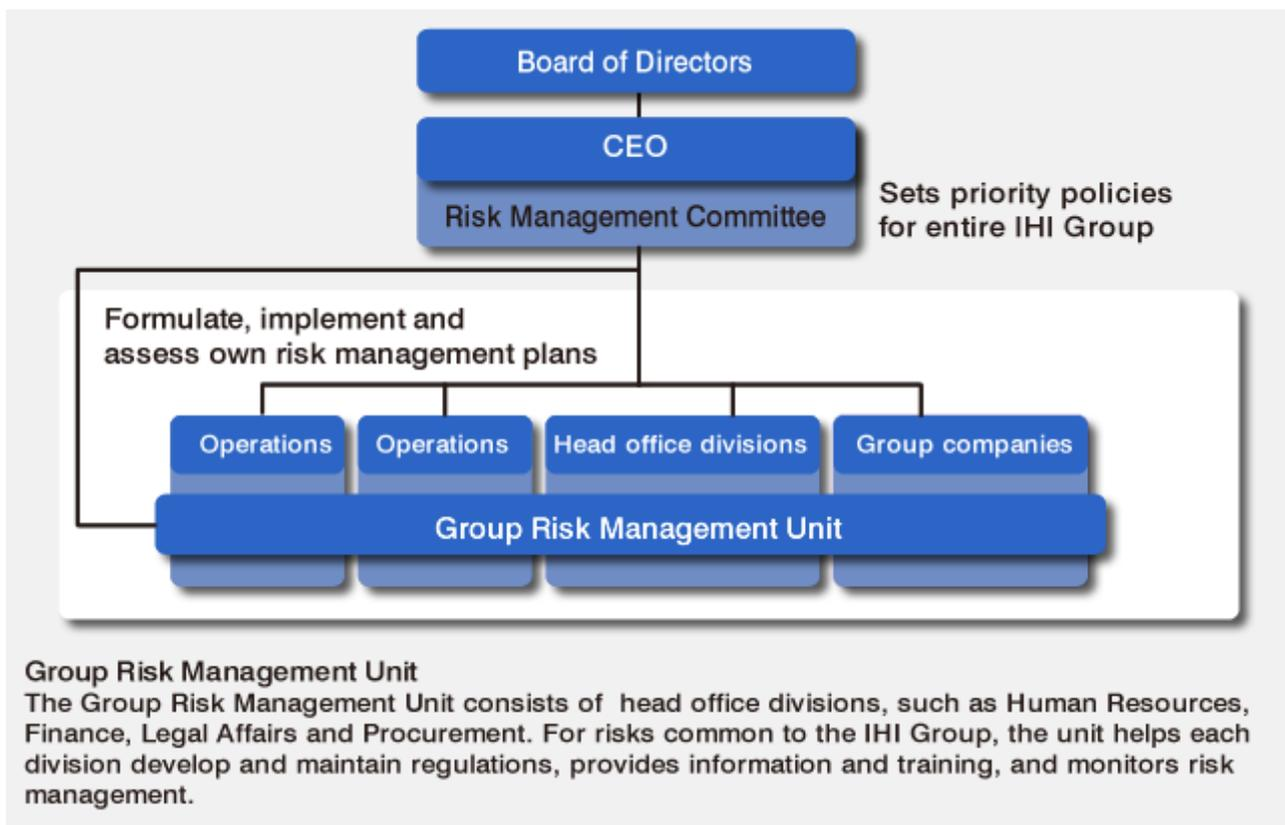 Board of Directors
CEO
Risk Management Committee
Sets priority policies
for entire IHI Group
Formulate, implement and
assess own risk management plans
Operations
Operations
Head office divisions
Group companies
Group Risk Management Unit
Group Risk Management Unit
The Group Risk Management Unit consists of head office divisions, such as Human Resources,
Finance, Legal Affairs and Procurement. For risks common to the IHI Group, the unit helps each
division develop and maintain regulations, provides information and training, and monitors risk
management.